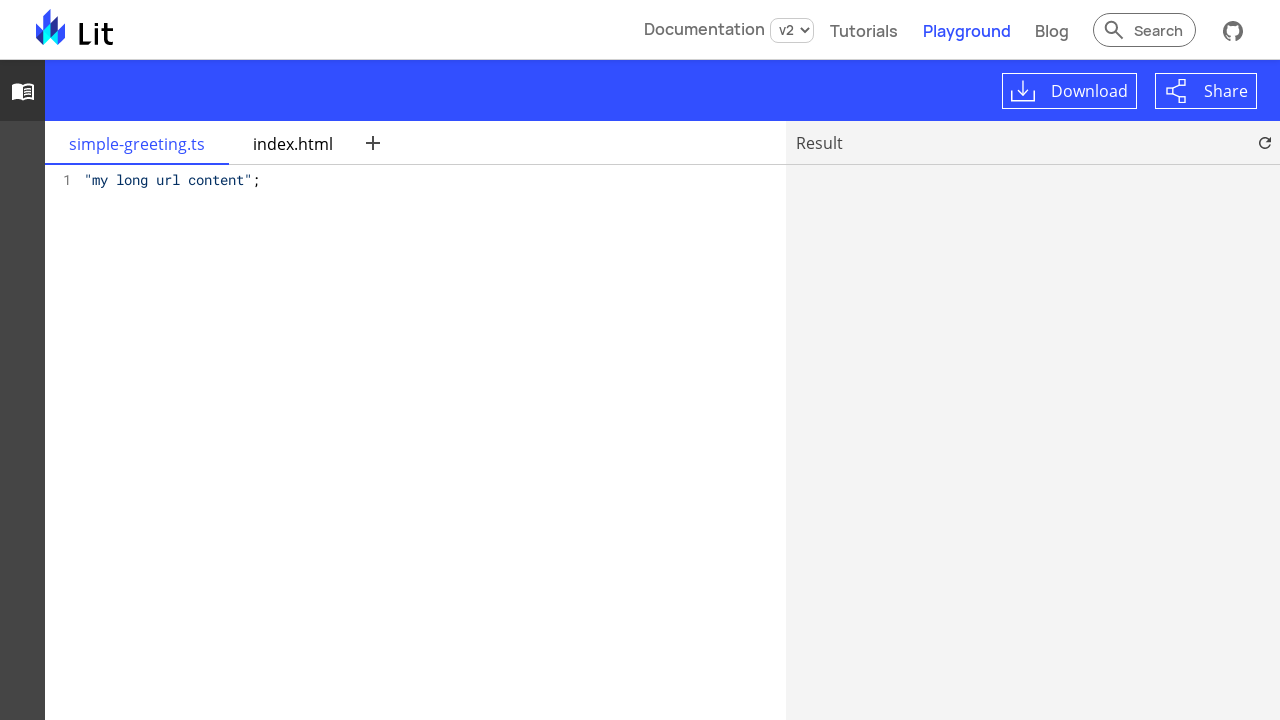 Lit
Documentation v2 Tutorials Playground Blog Search
Download Share
simple-greeting.ts index.html + Result
1 "my long url content";